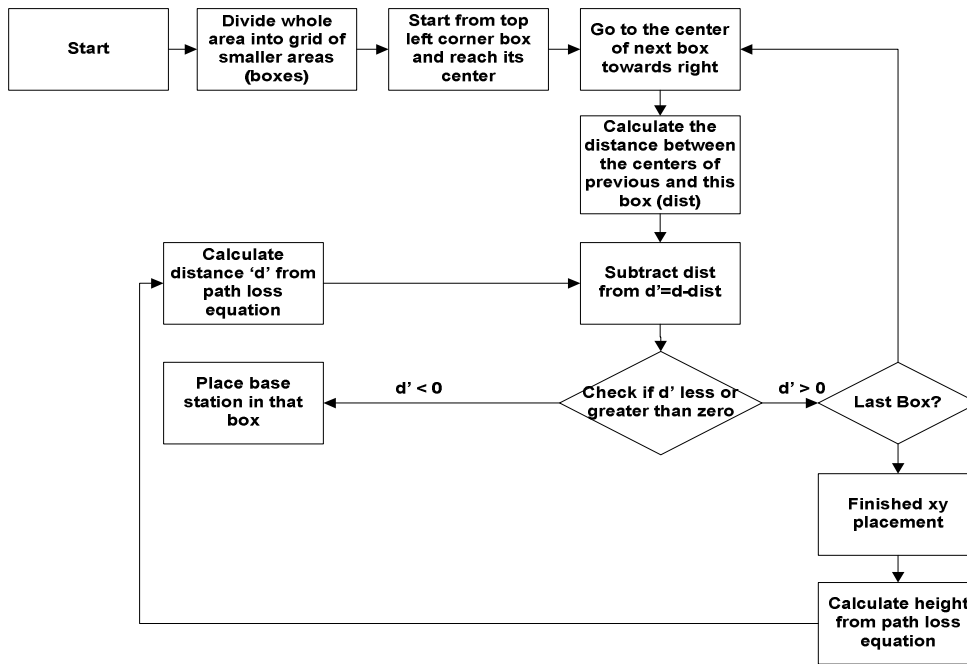 Start
Divide whole
area into grid of
smaller areas
(boxes)
Start from top
left corner box
and reach its
center
Go to the center
of next box
towards right
Calculate the
distance between
the centers of
previous and this
box (dist)
Calculate
distance ‘d’ from
path loss
equation
Subtract dist
from d’=d-dist
Place base
station in that
box
d’ < 0
Check if d’ less or
greater than zero
d’ > 0
Last Box?
Finished xy
placement
Calculate height
from path loss
equation